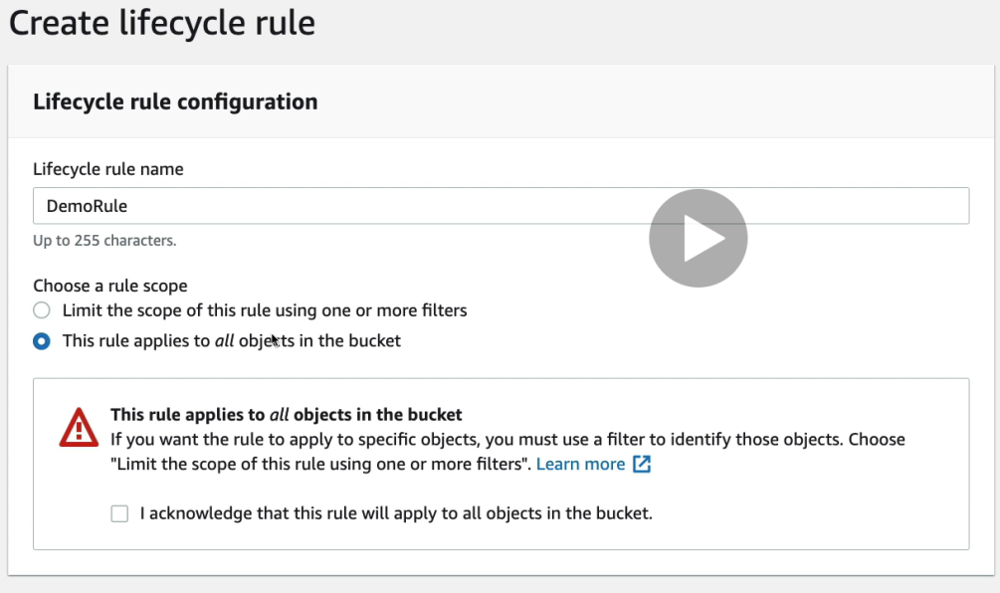 Create lifecycle rule
Lifecycle rule configuration
Lifecycle rule name
DemoRule
Up to 255 characters.
Choose a rule scope
Limit the scope of this rule using one or more filters
This rule applies to all objects in the bucket
This rule applies to all objects in the bucket
If you want the rule to apply to specific objects, you must use a filter to identify those objects. Choose
"Limit the scope of this rule using one or more filters". Learn more
I acknowledge that this rule will apply to all objects in the bucket.